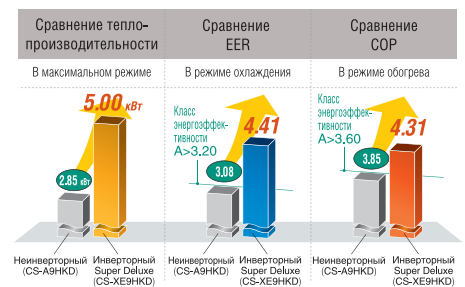 Сравнение тепло-
производительности
В максимальном режиме
5.00 кВт
2.85 кВт
Неинверторный
(CS-A9HKD)
Инверторный
Super Deluxe
(CS-XE9HKD)
Сравнение
EER
В режиме охлаждения
Класс
энергоэффек-
тивности
A>3.20
4.41
3.08
Неинверторный
(CS-A9HKD)
Инверторный
Super Deluxe
(CS-XE9HKD)
Сравнение
COP
В режиме обогрева
Класс
энергоэффек-
тивности
A>3.60
4.31
3.85
Неинверторный
(CS-A9HKD)
Инверторный
Super Deluxe
(CS-XE9HKD)